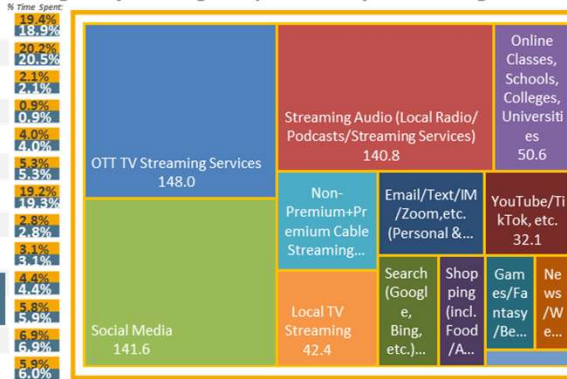 % Time Spent:
19.4%
18.9%
20.2%
20.5%
2.1%
2.1%
0.9%
0.9%
4.0%
4.0%
5.3%
5.3%
19.2%
19.3%
2.8%
2.8%
3.1%
3.1%
4.4%
4.4%
5.8%
5.9%
6.9%
6.9%
5.9%
6.0%
OTT TV Streaming Services
148.0
Social Media
141.6
Streaming Audio (Local Radio/
Podcasts/Streaming Services)
140.8
Online
Classes,
Schools,
Colleges,
Universiti
es
50.6
Non-
Premium+Pr
emium Cable
Streaming...
Email/Text/IM
/Zoom,etc.
(Personal &...
YouTube/Ti
kTok, etc.
32.1
Local TV
Streaming
42.4
Search
(Googl
e,
Bing,
etc.)...
Shop
ping
(incl.
Food
/A...
Gam
es/Fa
ntasy
/Be...
Ne
ws
/W
e...